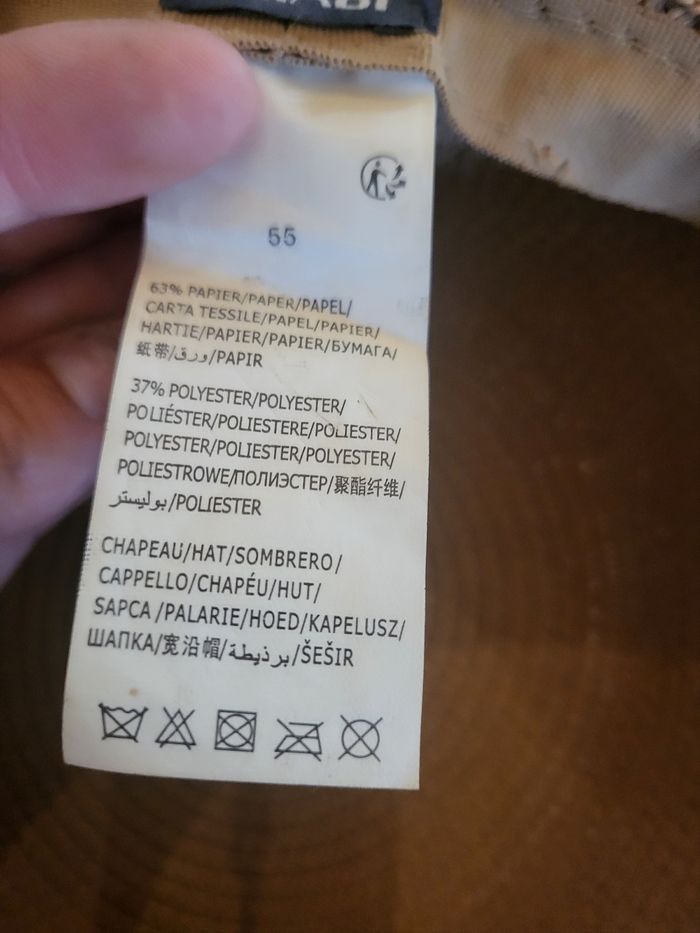 55
63% PAPIER/PAPER/PAPEL/
CARTA TESSILE/PAPEL/PAPIER/
HARTIE/PAPIER/PAPIER/БУМАГА/
纸带/ورق/PAPIR
37% POLYESTER/POLYESTER/
POLIÉSTER/POLIESTERE/POLIESTER/
POLYESTER/POLIESTER/POLYESTER/
POLIESTROWE/ПОЛИЭСТЕР/聚酯纤维/
بوليستر/POLIESTER
CHAPEAU/HAT/SOMBRERO/
CAPPELLO/CHAPÉU/HUT/
SAPCA /PALARIE/HOED/KAPELUSZ/
ШАПКА/宽沿帽/برذيطة/ŠEŠIR